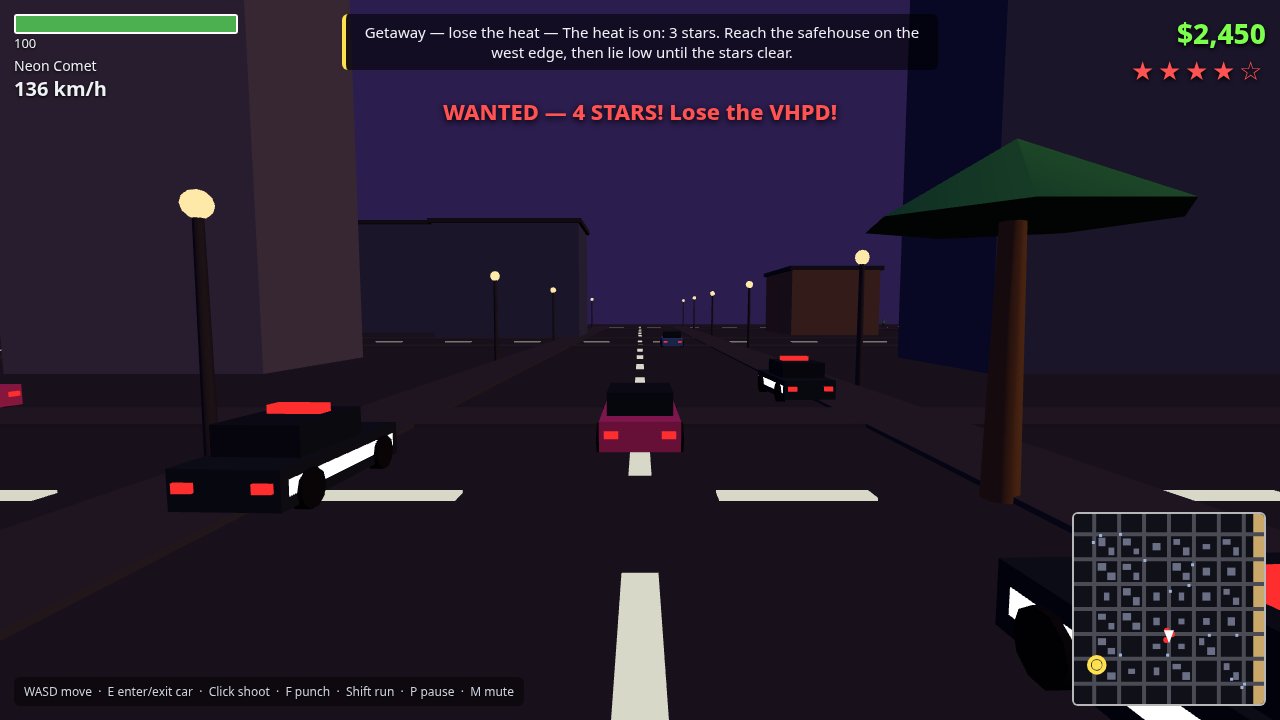 100
Neon Comet
136 km/h
Getaway — lose the heat — The heat is on: 3 stars. Reach the safehouse on the
west edge, then lie low until the stars clear.
WANTED — 4 STARS! Lose the VHPD!
$2,450
★★★★☆
WASD move · E enter/exit car · Click shoot · F punch · Shift run · P pause · M mute